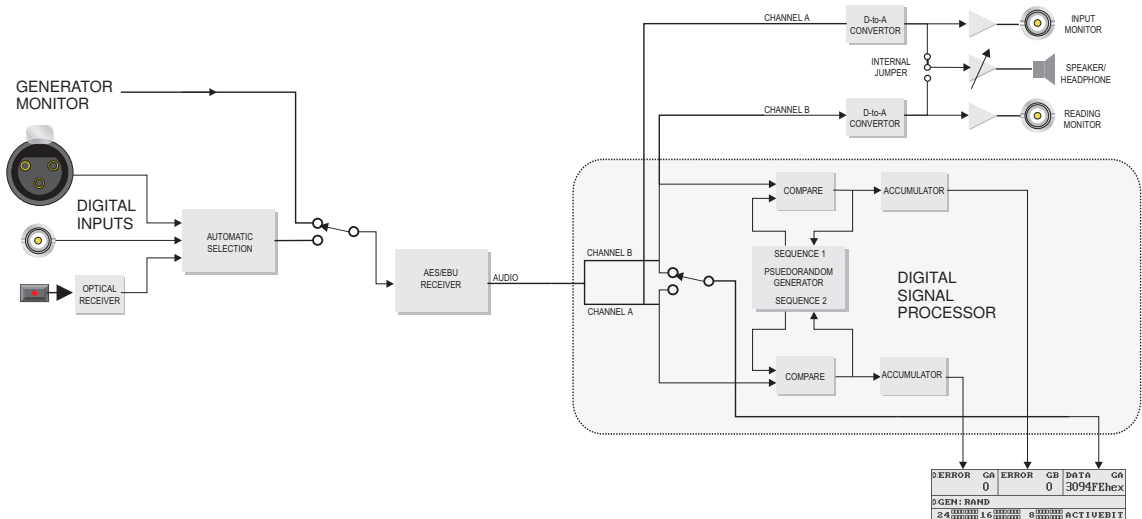 CHANNEL A
D-to-A
CONVERTOR
INPUT
MONITOR
INTERNAL
JUMPER
SPEAKER/
HEADPHONE
CHANNEL B
D-to-A
CONVERTOR
READING
MONITOR
GENERATOR
MONITOR
DIGITAL
INPUTS
AUTOMATIC
SELECTION
OPTICAL
RECEIVER
AES/EBU
RECEIVER
AUDIO
CHANNEL B
CHANNEL A
COMPARE
ACCUMULATOR
SEQUENCE 1
PSUEDORANDOM
GENERATOR
SEQUENCE 2
DIGITAL
SIGNAL
PROCESSOR
COMPARE
ACCUMULATOR
D:ERROR GA ERROR GB DATA GA
0 0 3094FEhex
D:GEN: RAND
24 16 8 ACTIVEBIT